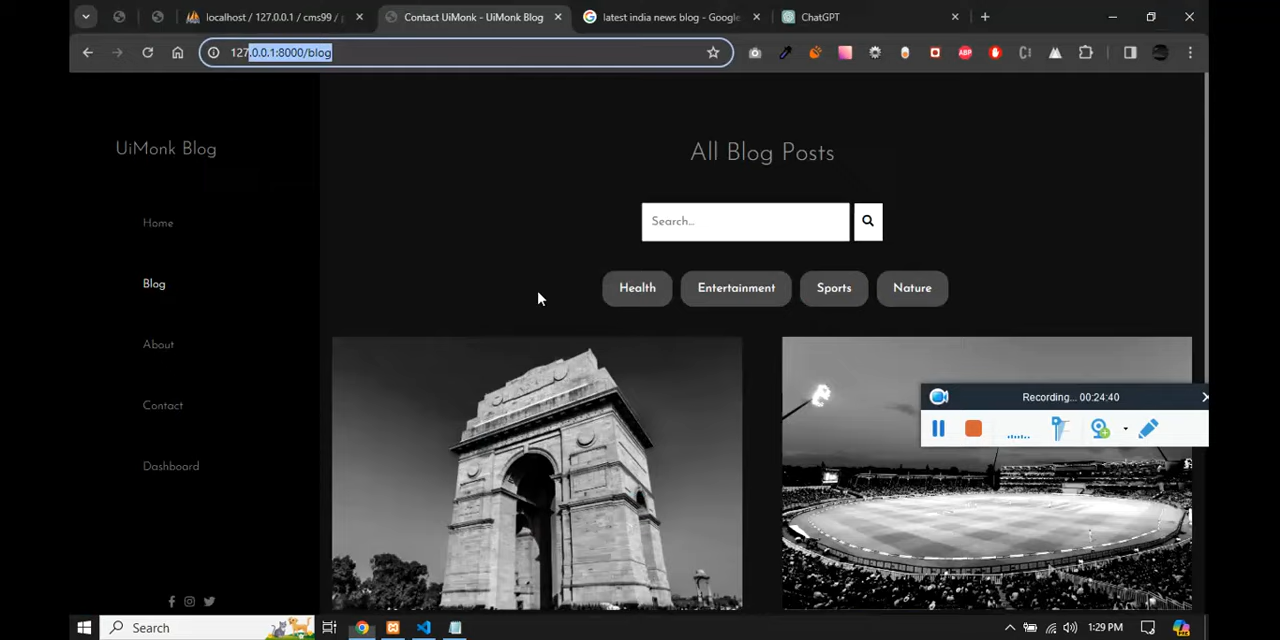 localhost / 127.0.0.1 / cms99 / p
Contact UiMonk - UiMonk Blog
latest india news blog - Google
ChatGPT
127.0.0.1:8000/blog
ABP
UiMonk Blog
Home
Blog
About
Contact
Dashboard
All Blog Posts
Search...
Health
Entertainment
Sports
Nature
Recording... 00:24:40
Search
1:29 PM